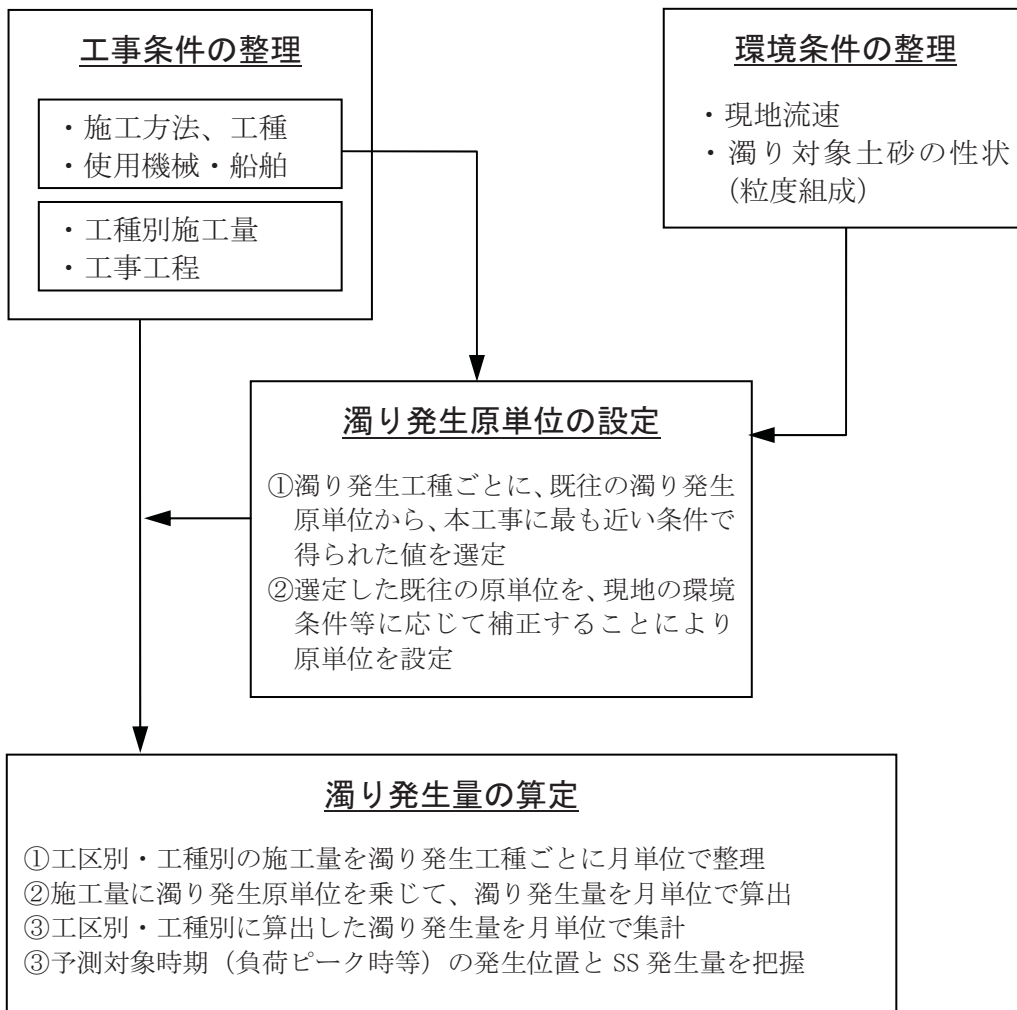 工事条件の整理
・施工方法、工種
・使用機械・船舶
・工種別施工量
・工事工程
環境条件の整理
・現地流速
・濁り対象土砂の性状
(粒度組成)
濁り発生原単位の設定
①濁り発生工種ごとに、既往の濁り発生
原単位から、本工事に最も近い条件で
得られた値を選定
②選定した既往の原単位を、現地の環境
条件等に応じて補正することにより
原単位を設定
濁り発生量の算定
①工区別・工種別の施工量を濁り発生工種ごとに月単位で整理
②施工量に濁り発生原単位を乗じて、濁り発生量を月単位で算出
③工区別・工種別に算出した濁り発生量を月単位で集計
③予測対象時期（負荷ピーク時等）の発生位置と SS 発生量を把握